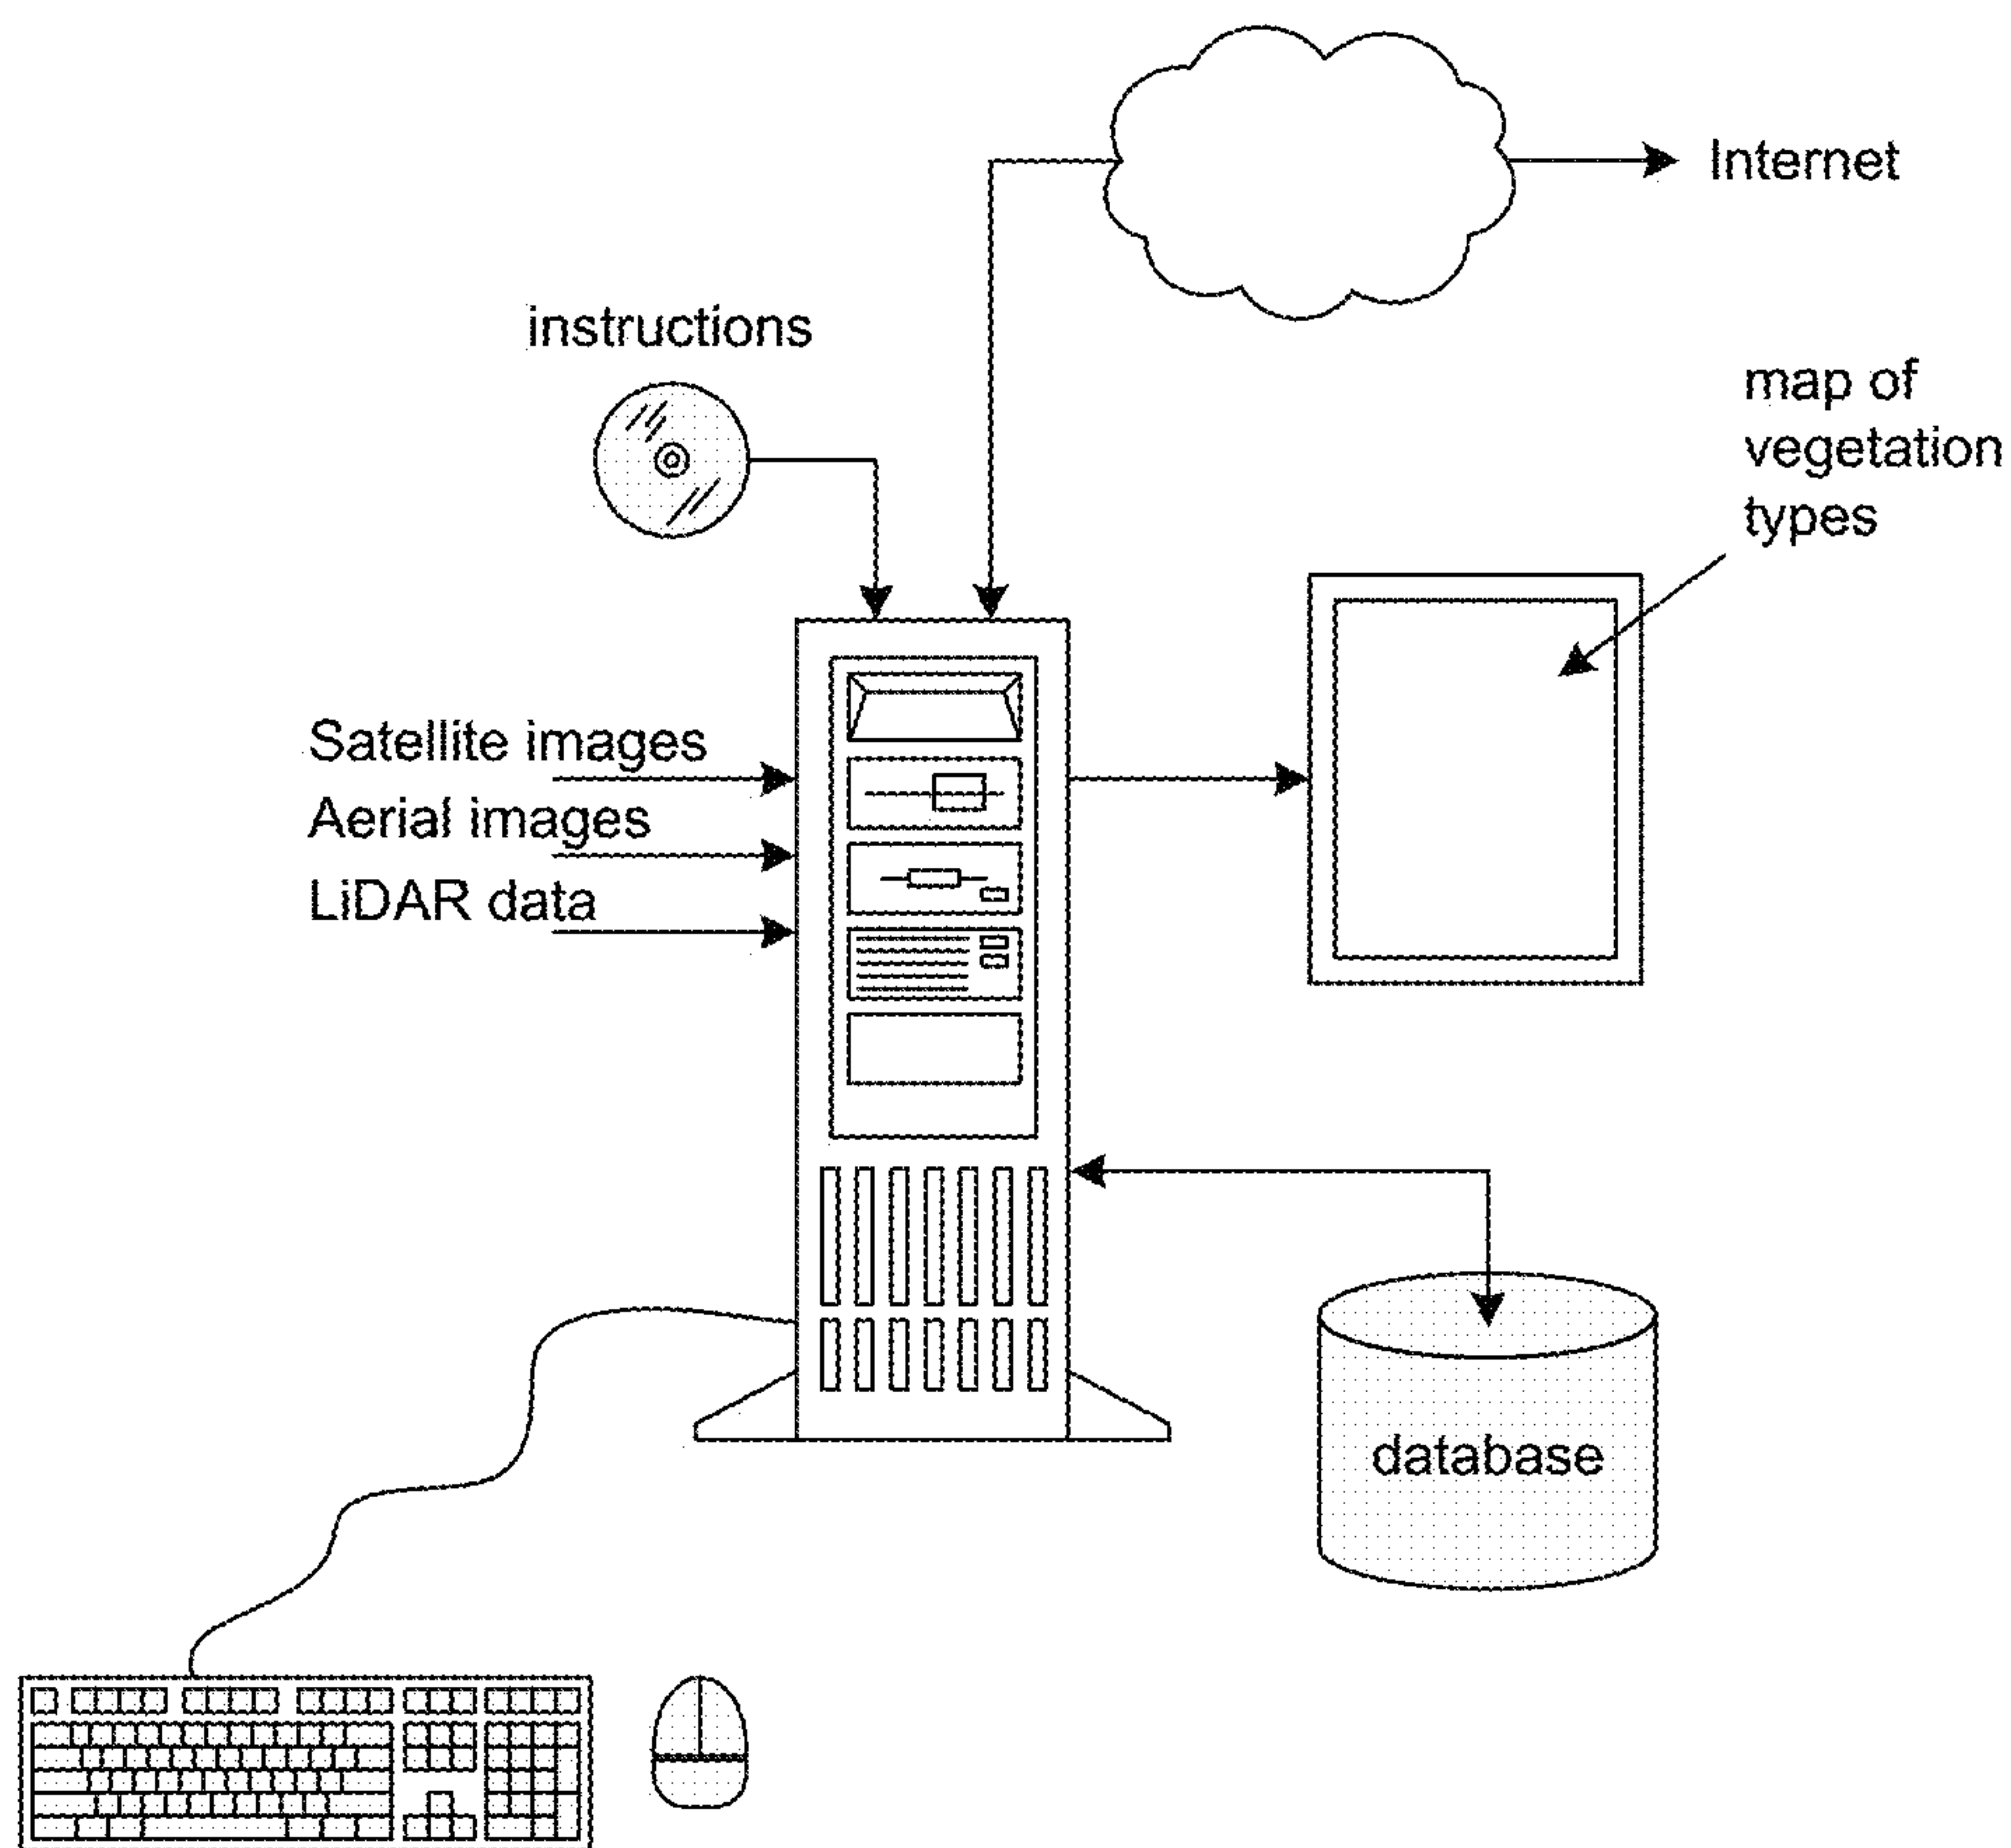 Internet
instructions
map of
vegetation
types
Satellite images
Aerial images
LiDAR data
database